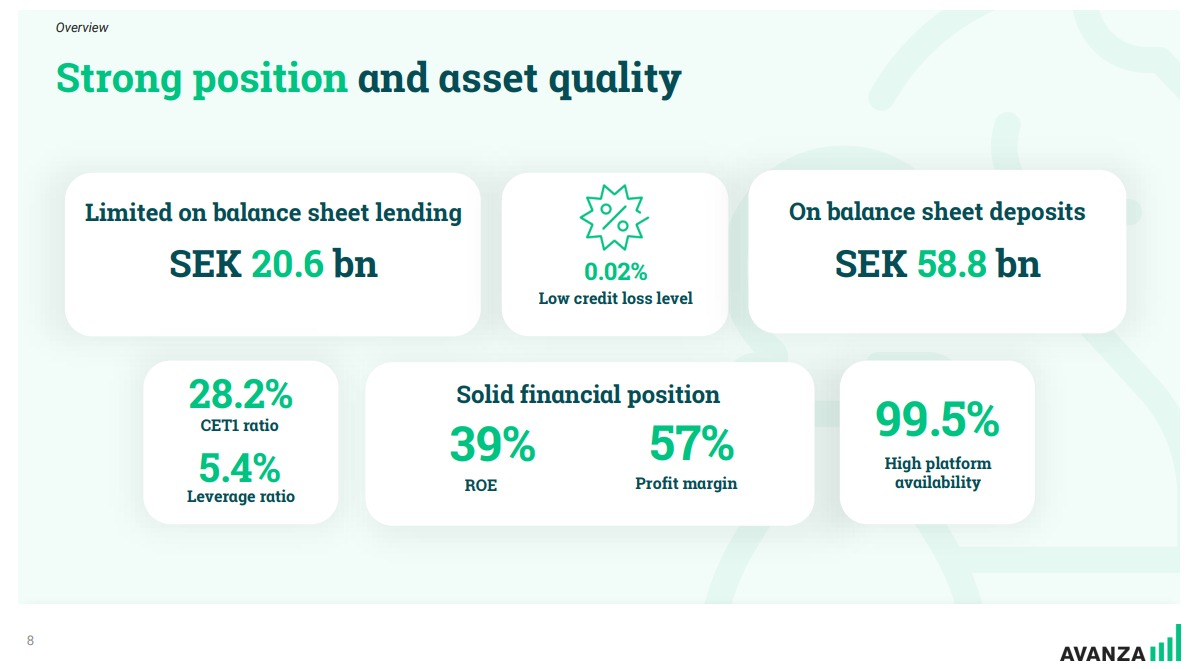 Overview
Strong position and asset quality
Limited on balance sheet lending
SEK 20.6 bn
%
0.02%
Low credit loss level
On balance sheet deposits
SEK 58.8 bn
28.2%
CET1 ratio
5.4%
Leverage ratio
Solid financial position
39%
ROE
57%
Profit margin
99.5%
High platform
availability
8
AVANZA